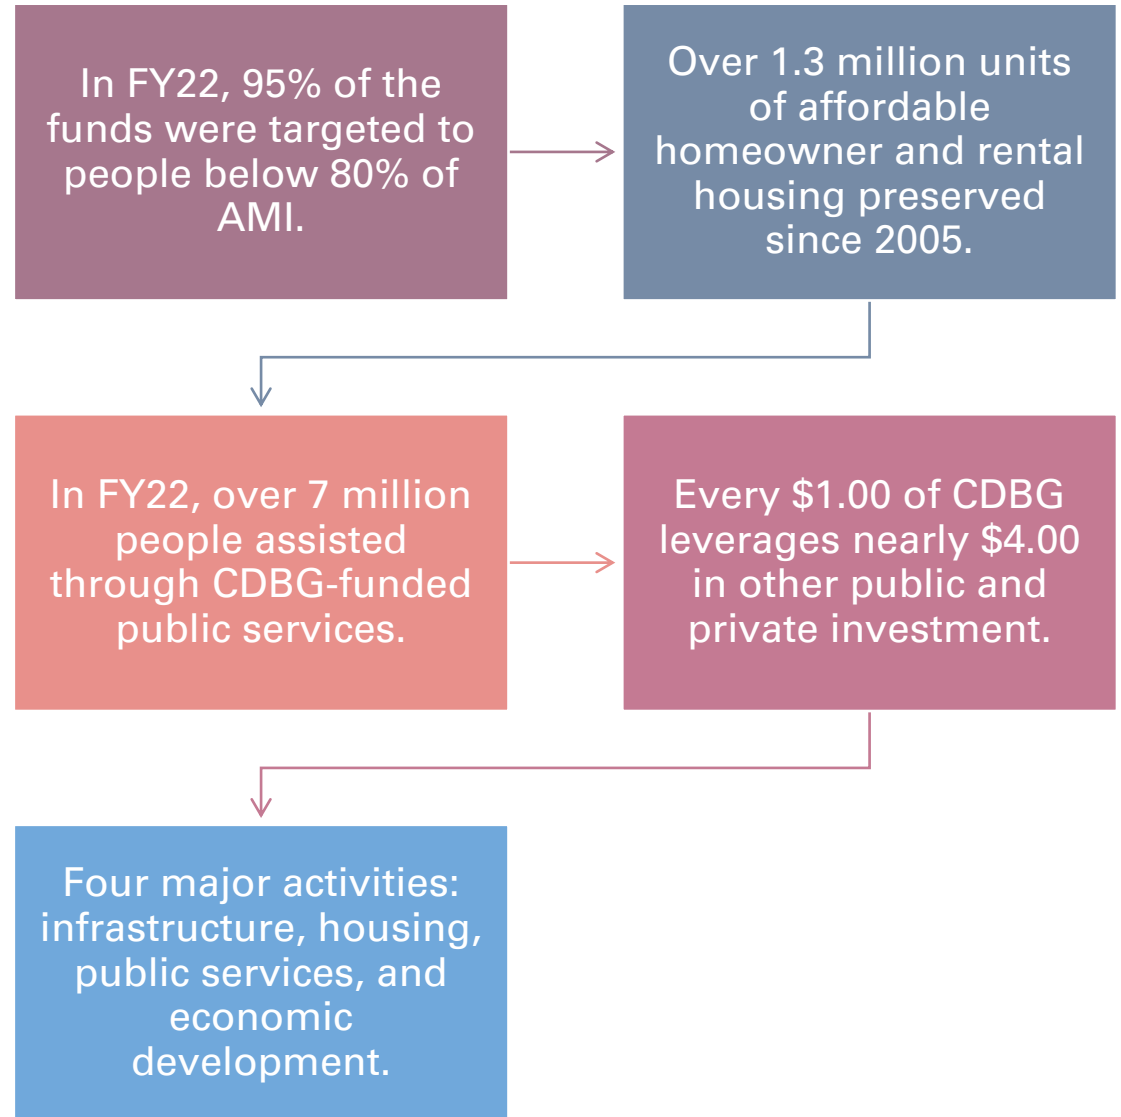 In FY22, 95% of the
funds were targeted to
people below 80% of
AMI.
Over 1.3 million units
of affordable
homeowner and rental
housing preserved
since 2005.
In FY22, over 7 million
people assisted
through CDBG-funded
public services.
Every $1.00 of CDBG
leverages nearly $4.00
in other public and
private investment.
Four major activities:
infrastructure, housing,
public services, and
economic
development.